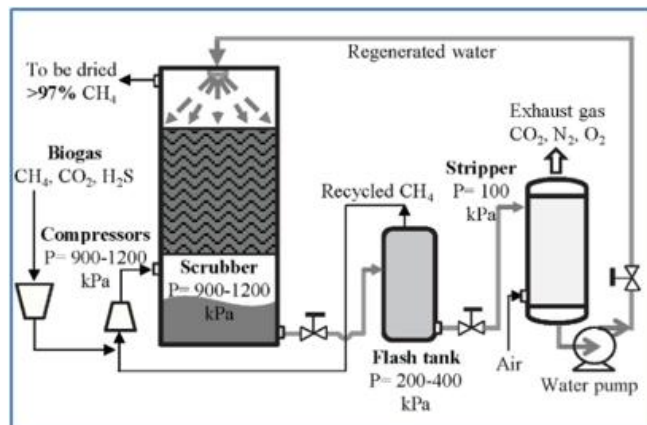 Regenerated water
To be dried
>97% CH₄
Biogas
CH₄, CO₂, H₂S
Compressors
P= 900-1200
kPa
Scrubber
P= 900-1200
kPa
Recycled CH₄
Flash tank
P= 200-400
kPa
Exhaust gas
CO₂, N₂, O₂
Stripper
P= 100
kPa
Air
Water pump